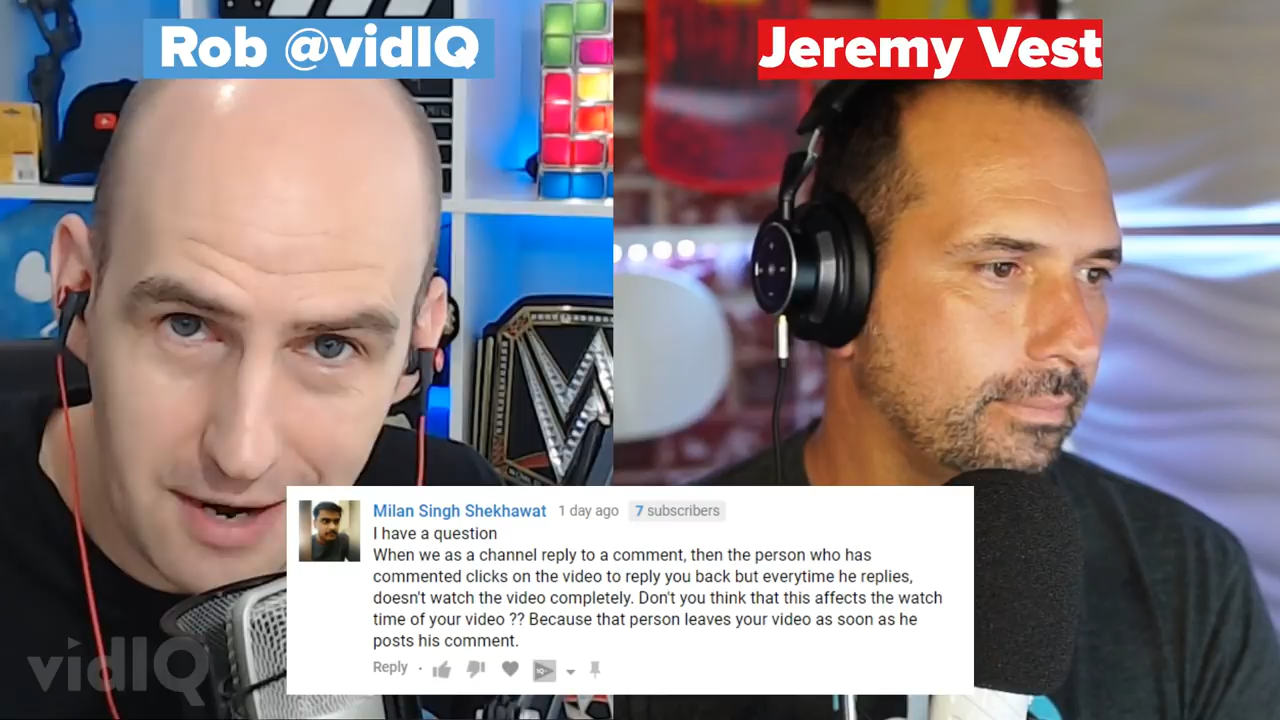 Rob @vidIQ
Jeremy Vest
Milan Singh Shekhawat 1 day ago 7 subscribers
I have a question
When we as a channel reply to a comment, then the person who has
commented clicks on the video to reply you back but everytime he replies,
doesn't watch the video completely. Don't you think that this affects the watch
time of your video ?? Because that person leaves your video as soon as he
posts his comment.
Reply
vidIQ